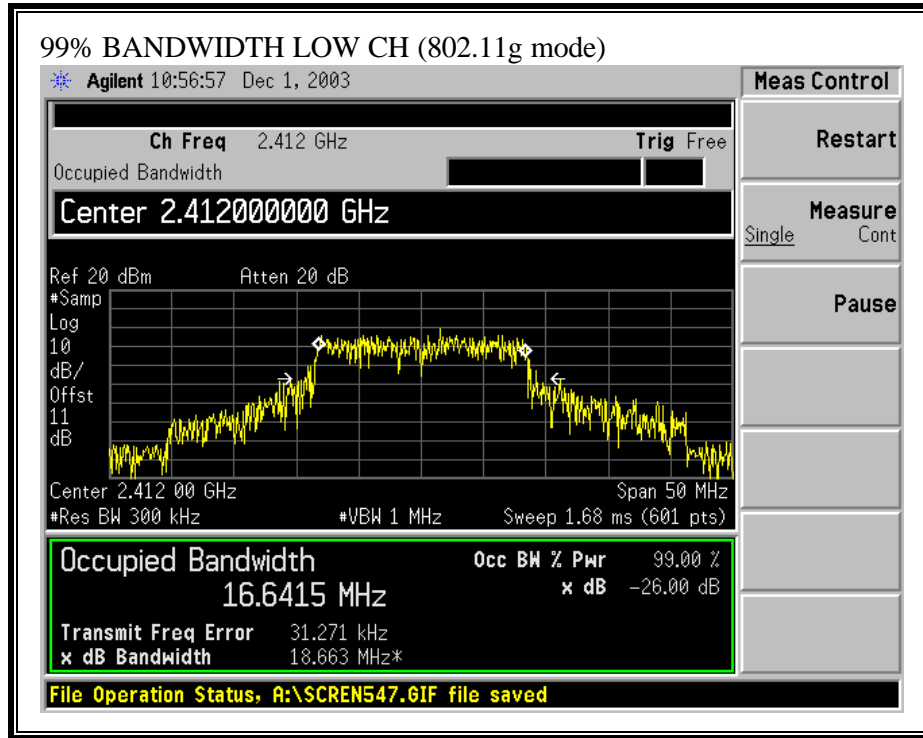 99% BANDWIDTH LOW CH (802.11g mode)
Agilent 10:56:57 Dec 1, 2003
Meas Control
Ch Freq 2.412 GHz Trig Free
Occupied Bandwidth
Restart
Center 2.412000000 GHz
Measure
Single Cont
Ref 20 dBm Atten 20 dB
Pause
#Samp
Log
10
dB/
Offst
11
dB
Center 2.412 00 GHz Span 50 MHz
#Res BW 300 kHz #VBW 1 MHz Sweep 1.68 ms (601 pts)
Occupied Bandwidth Occ BW % Pwr 99.00 %
16.6415 MHz x dB -26.00 dB
Transmit Freq Error 31.271 kHz
x dB Bandwidth 18.663 MHz*
File Operation Status, A:\SCREN547.GIF file saved